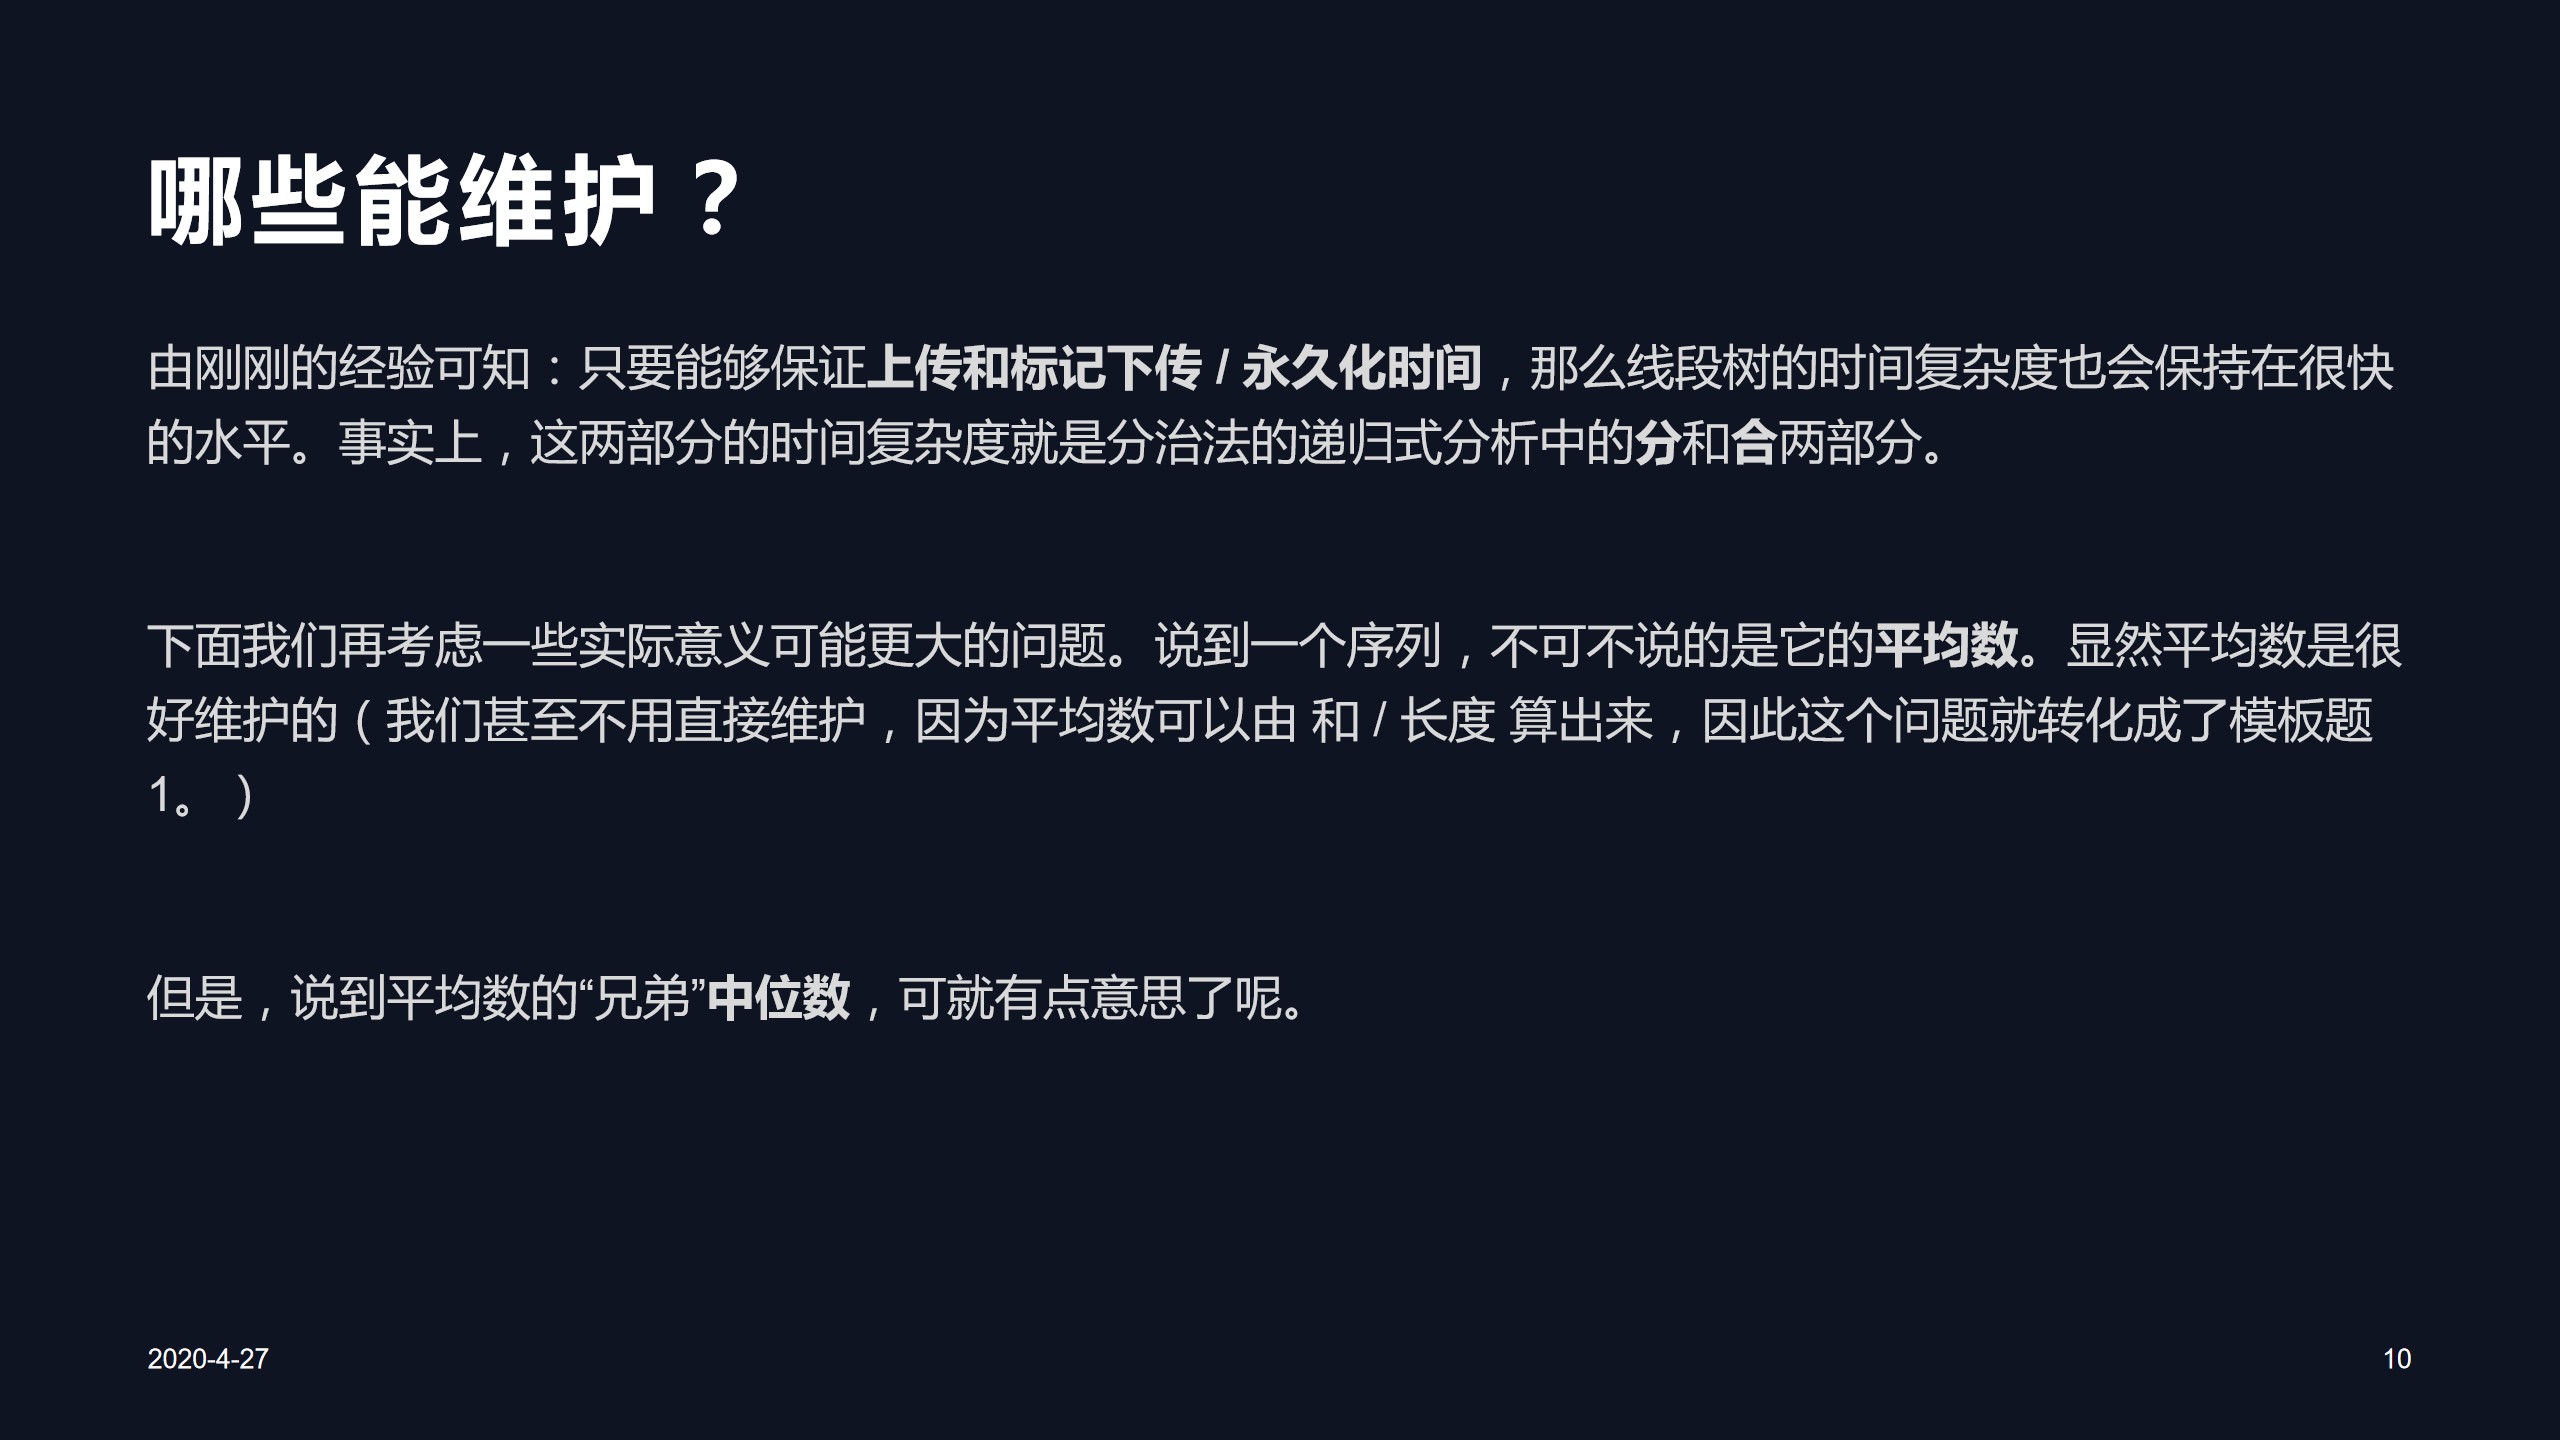 哪些能维护？
由刚刚的经验可知：只要能够保证上传和标记下传 / 永久化时间，那么线段树的时间复杂度也会保持在很快
的水平。事实上，这两部分的时间复杂度就是分治法的递归式分析中的分和合两部分。
下面我们再考虑一些实际意义可能更大的问题。说到一个序列，不可不说的是它的平均数。显然平均数是很
好维护的（我们甚至不用直接维护，因为平均数可以由 和 / 长度 算出来，因此这个问题就转化成了模板题
1。）
但是，说到平均数的“兄弟”中位数，可就有点意思了呢。
2020-4-27
10